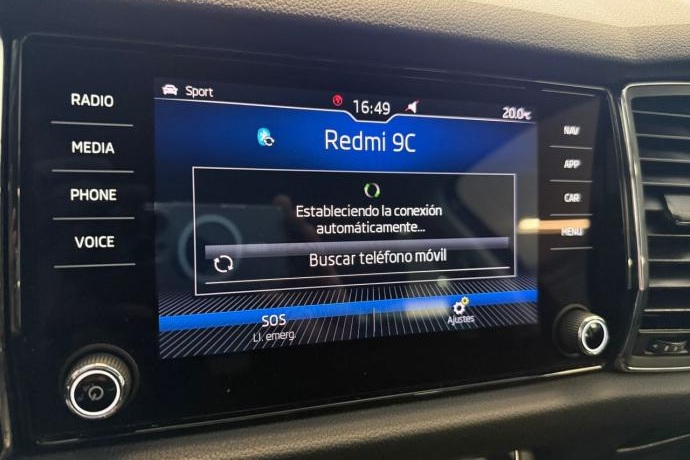 RADIO
MEDIA
PHONE
VOICE
Sport
16:49
20.0°C
Redmi 9C
Estableciendo la conexión
automáticamente...
Buscar teléfono móvil
SOS
Ll. emerg.
Ajustes
NAV
APP
CAR
MENU